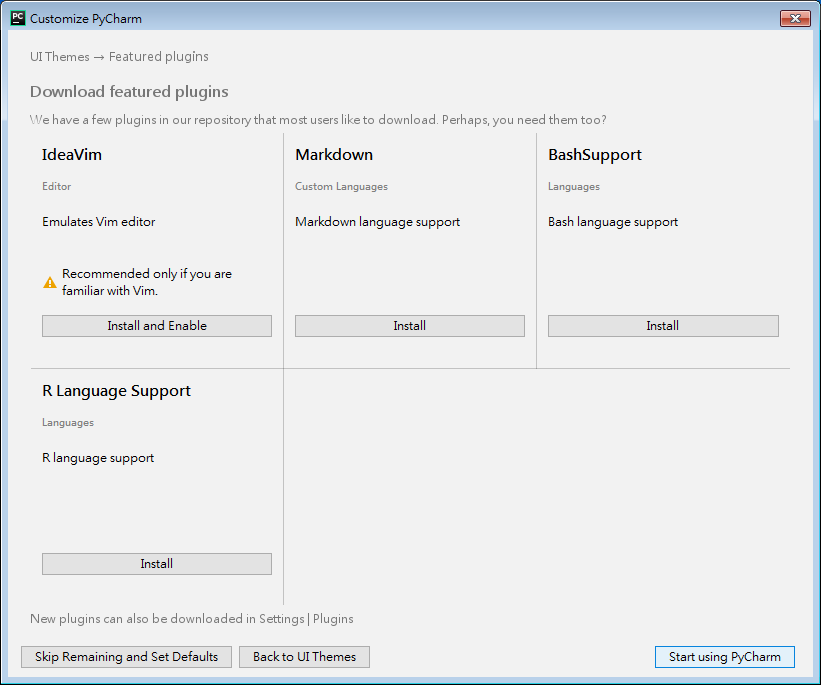 PC Customize PyCharm
UI Themes → Featured plugins
Download featured plugins
We have a few plugins in our repository that most users like to download. Perhaps, you need them too?
IdeaVim
Editor
Emulates Vim editor
Recommended only if you are
familiar with Vim.
Install and Enable
Markdown
Custom Languages
Markdown language support
Install
BashSupport
Languages
Bash language support
Install
R Language Support
Languages
R language support
Install
New plugins can also be downloaded in Settings | Plugins
Skip Remaining and Set Defaults
Back to UI Themes
Start using PyCharm